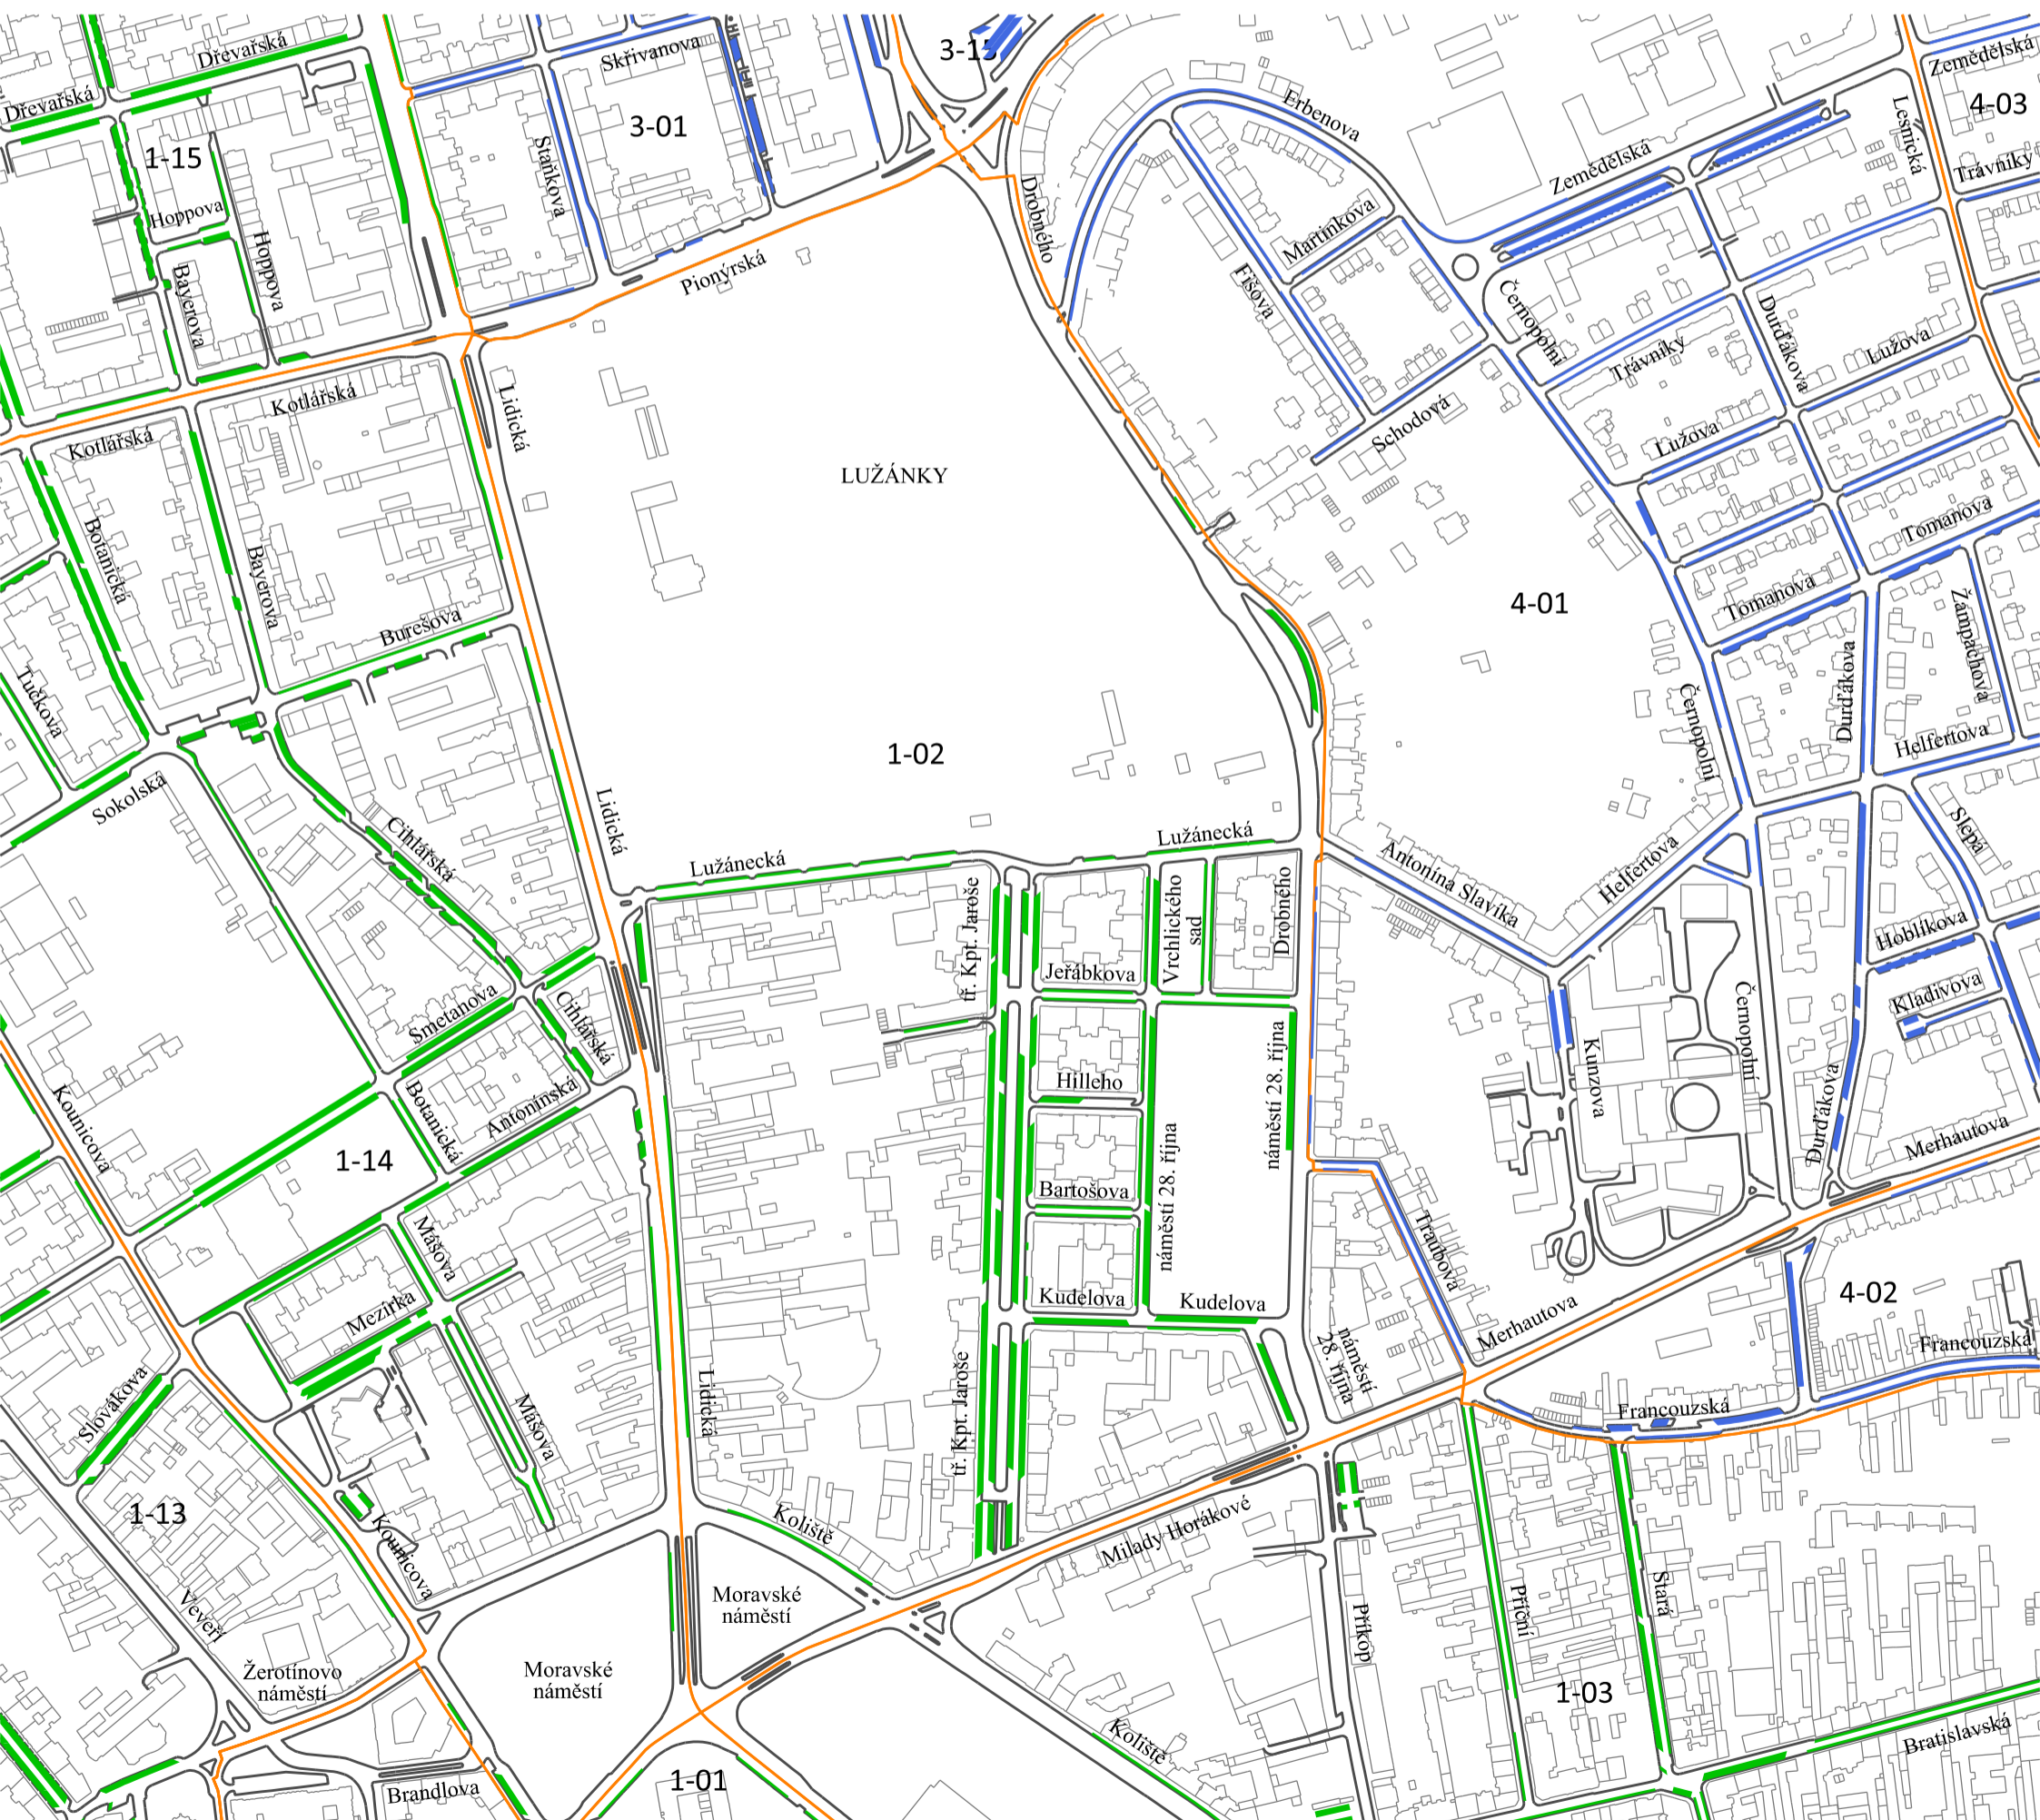 Dřevařská
Skřivanova
3-15
Zemědělská
Dřevařská
Erbenova
4-03
3-01
Lesnická
1-15
Staňkova
Zemědělská
Trávníky
Drobného
Hoppova
Martinkova
Hoppova
Pionýrská
Fišova
Bayerova
Černopolní
Durďákova
Trávníky
Lužova
Kotlářská
Lidická
Schodová
Kotlářská
Lužova
LUŽÁNKY
Botanická
Tomanova
Bayerova
4-01
Tomanova
Žampachova
Burešova
Tučkova
Durďákova
Černopolní
Helfertova
1-02
Sokolská
Lidická
Slepá
Cihlářská
Lužánecká
Lužánecká
Antonína Slavíka
Helfertova
tř. Kpt. Jaroše
Jeřábkova
Vrchlického
sad
Drobného
Hoblíkova
Kladivova
Smetanova
Cihlářská
Černopolní
Kounicova
Botanická
Antonínská
Hilleho
náměstí 28. října
Kunzova
Durďákova
Merhautova
1-14
Bartošova
náměstí 28. října
Mášova
Traubova
Mezírka
Kudelova
Kudelova
Merhautova
4-02
Francouzská
náměstí
28. října
Slovákova
Mášova
Lidická
tř. Kpt. Jaroše
Francouzská
1-13
Kounicova
Koliště
Milady Horákové
Veveří
Moravské
náměstí
Příkop
Příční
Stará
Žerotínovo
náměstí
Moravské
náměstí
1-03
Koliště
Bratislavská
Brandlova
1-01